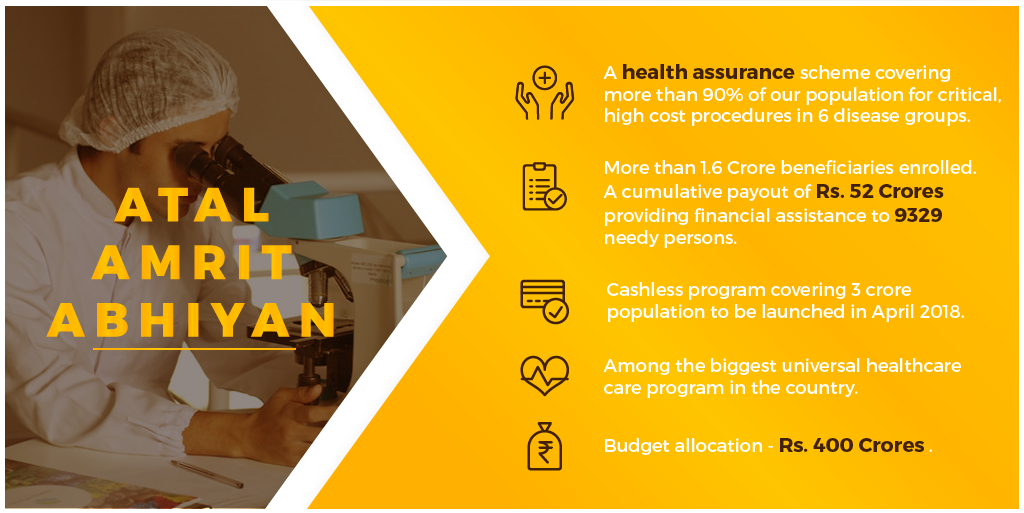 ATAL
AMRIT
ABHIYAN
A health assurance scheme covering
more than 90% of our population for critical,
high cost procedures in 6 disease groups.
More than 1.6 Crore beneficiaries enrolled.
A cumulative payout of Rs. 52 Crores
providing financial assistance to 9329
needy persons.
Cashless program covering 3 crore
population to be launched in April 2018.
Among the biggest universal healthcare
care program in the country.
Budget allocation - Rs. 400 Crores .